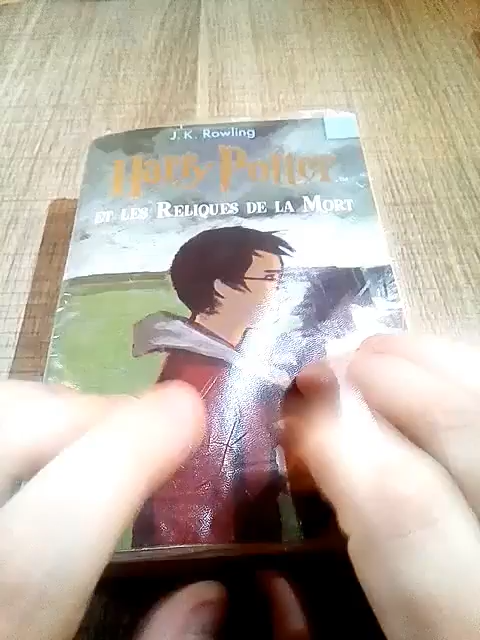 J. K. Rowling
Harry Potter
ET LES RELIQUES DE LA MORT